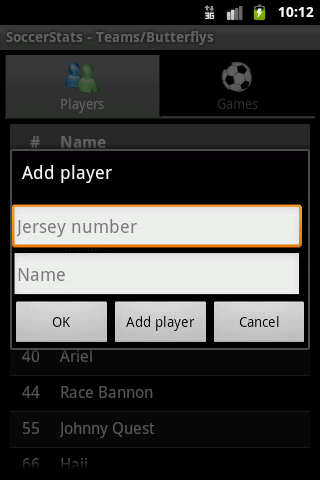 10:12
SoccerStats - Teams/Butterflys
Players Games
# Name
Add player
Jersey number
Name
OK Add player Cancel
40 Ariel
44 Race Bannon
55 Johnny Quest
66 Haji